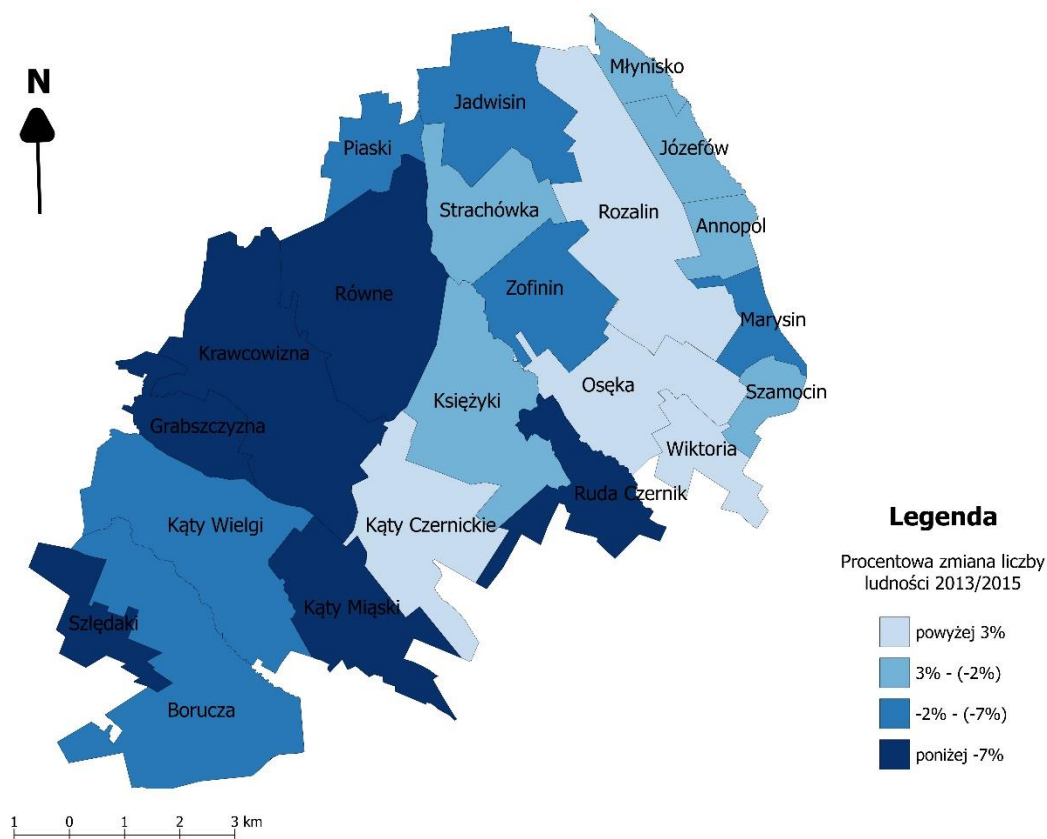 N
Młynisko
Jadwisin
Piaski
Józefów
Strachówka
Rozalin
Annopól
Zofinin
Równe
Marysin
Krawcowizna
Osęka
Szamocin
Księżyki
Grabszczyzna
Wiktoria
Ruda Czernik
Kąty Wielgi
Kąty Czernickie
Kąty Miąski
Szlędaki
Borucza
Legenda
Procentowa zmiana liczby
ludności 2013/2015
powyżej 3%
3% - (-2%)
-2% - (-7%)
poniżej -7%
1 0 1 2 3 km